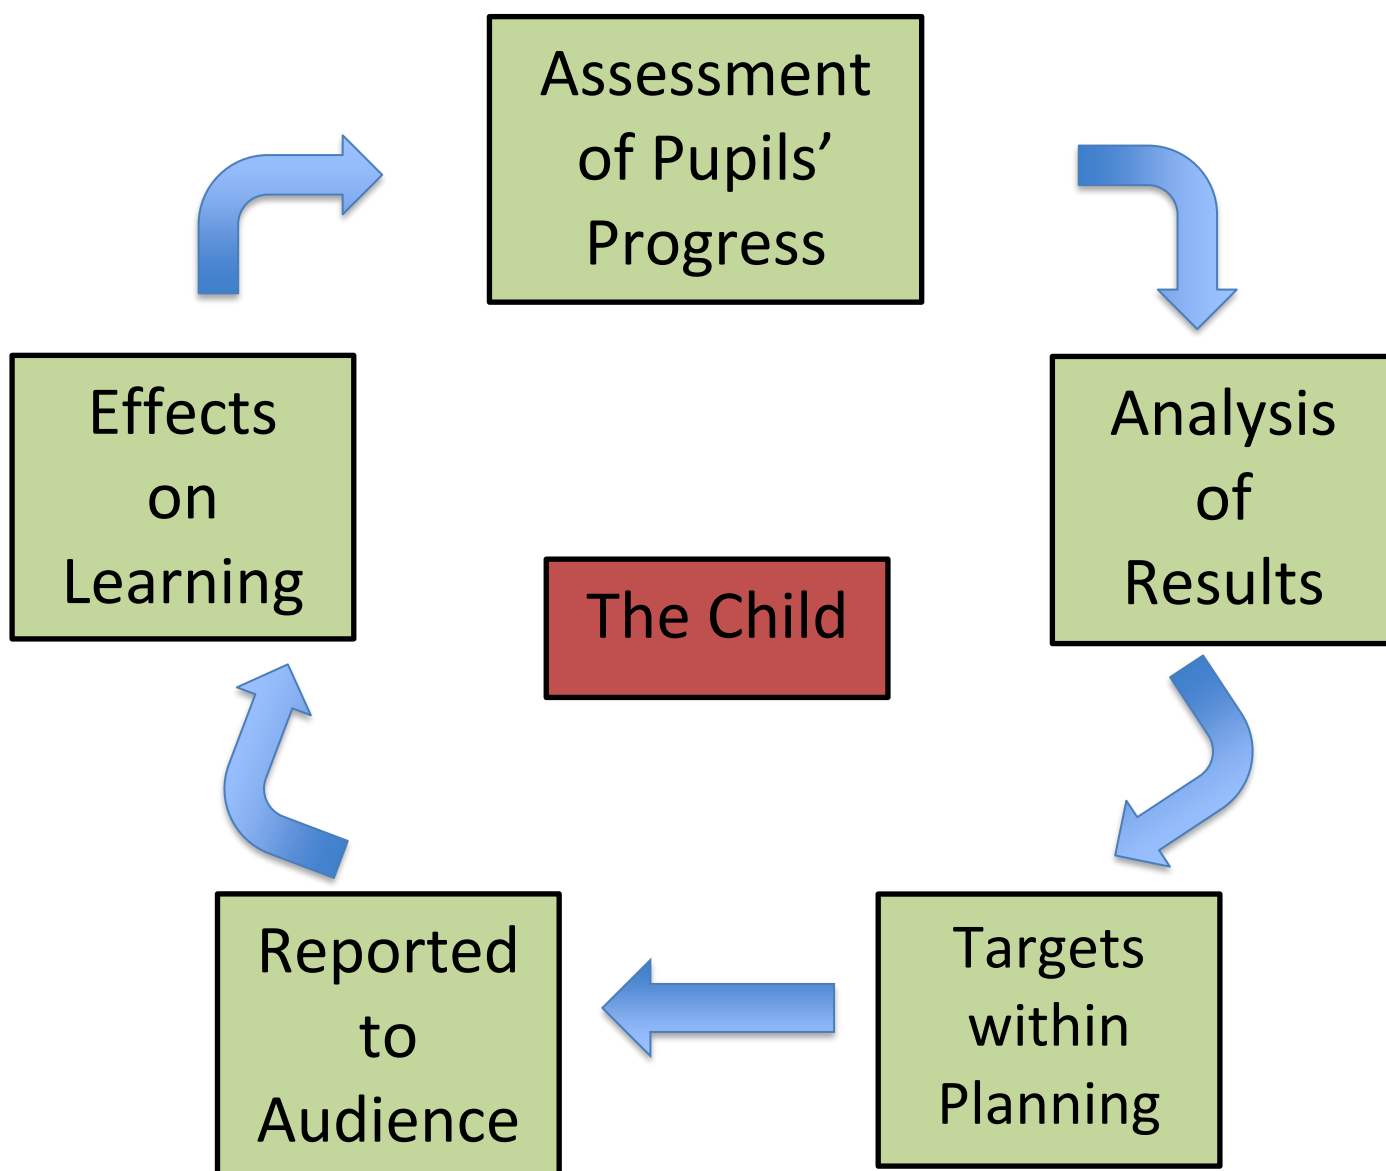 Assessment
of Pupils’
Progress
Analysis
of
Results
Targets
within
Planning
Reported
to
Audience
Effects
on
Learning
The Child